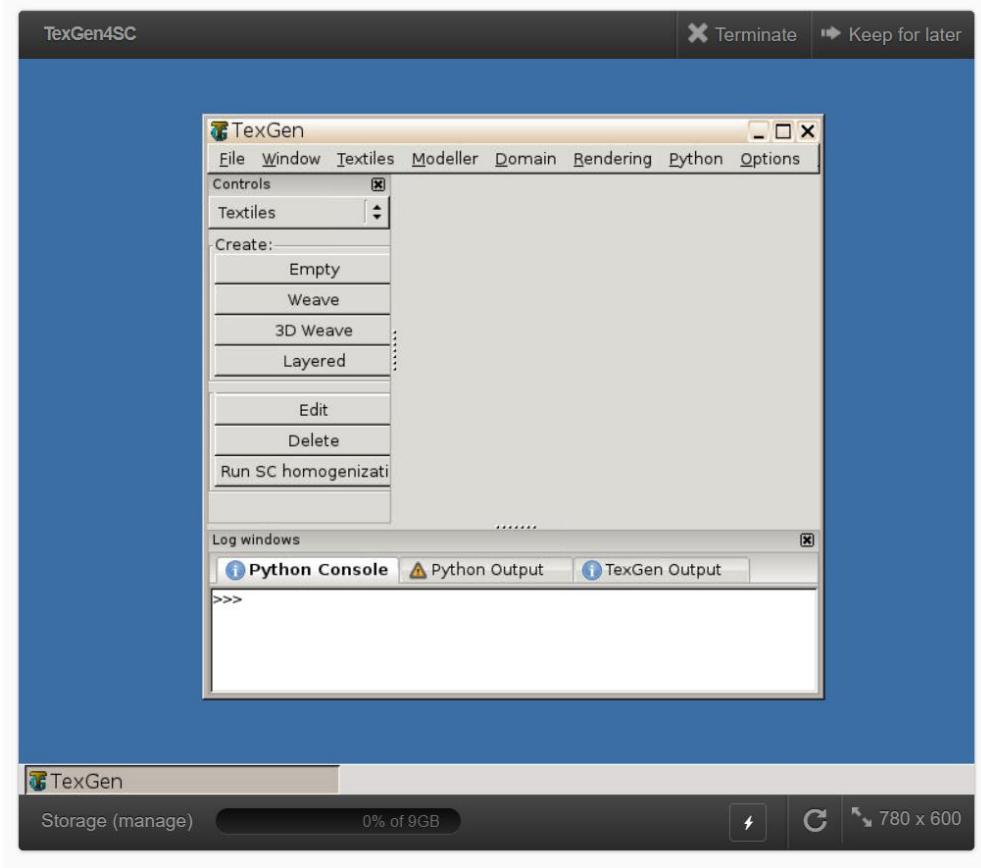 TexGen4SC Terminate Keep for later
TexGen
File Window Textiles Modeller Domain Rendering Python Options
Controls
Textiles
Create:
Empty
Weave
3D Weave
Layered
Edit
Delete
Run SC homogenizati
Log windows
Python Console Python Output TexGen Output
>>>
TexGen
Storage (manage) 0% of 9GB 780 x 600